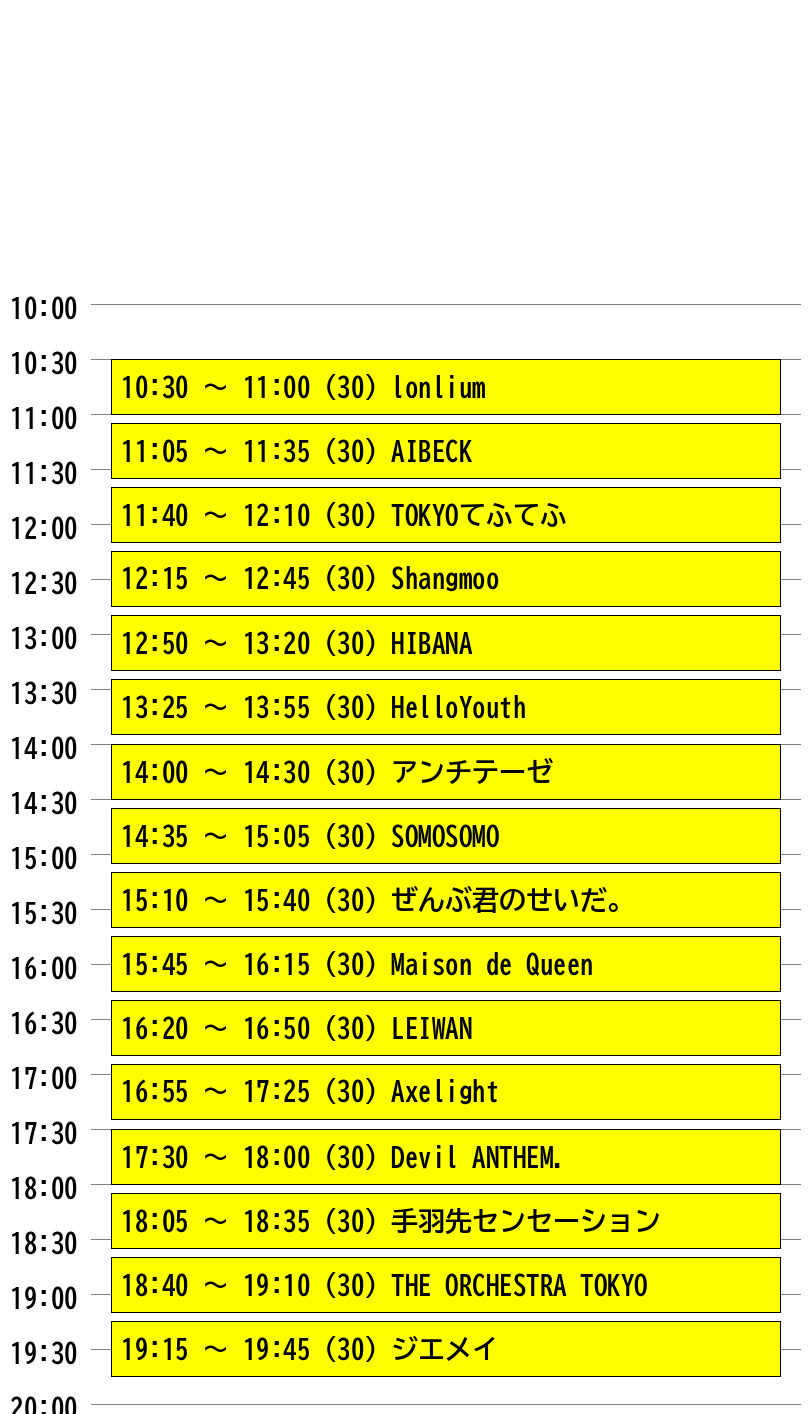 10:00
10:30
10:30 ～ 11:00 (30) lonlium
11:00
11:05 ～ 11:35 (30) AIBECK
11:30
11:40 ～ 12:10 (30) TOKYOてふてふ
12:00
12:15 ～ 12:45 (30) Shangmoo
12:30
12:50 ～ 13:20 (30) HIBANA
13:00
13:25 ～ 13:55 (30) HelloYouth
13:30
14:00
14:00 ～ 14:30 (30) アンチテーゼ
14:30
14:35 ～ 15:05 (30) SOMOSOMO
15:00
15:10 ～ 15:40 (30) ぜんぶ君のせいだ。
15:30
15:45 ～ 16:15 (30) Maison de Queen
16:00
16:20 ～ 16:50 (30) LEIWAN
16:30
16:55 ～ 17:25 (30) Axelight
17:00
17:30
17:30 ～ 18:00 (30) Devil ANTHEM.
18:00
18:05 ～ 18:35 (30) 手羽先センセーション
18:30
18:40 ～ 19:10 (30) THE ORCHESTRA TOKYO
19:00
19:15 ～ 19:45 (30) ジエメイ
19:30
20:00